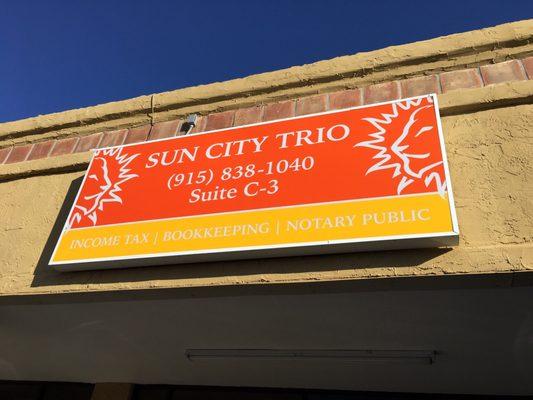 SUN CITY TRIO
(915) 838-1040
Suite C-3
INCOME TAX | BOOKKEEPING | NOTARY PUBLIC